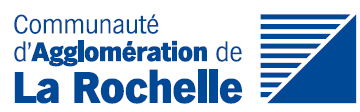 Communauté
d'Agglomération de
La Rochelle